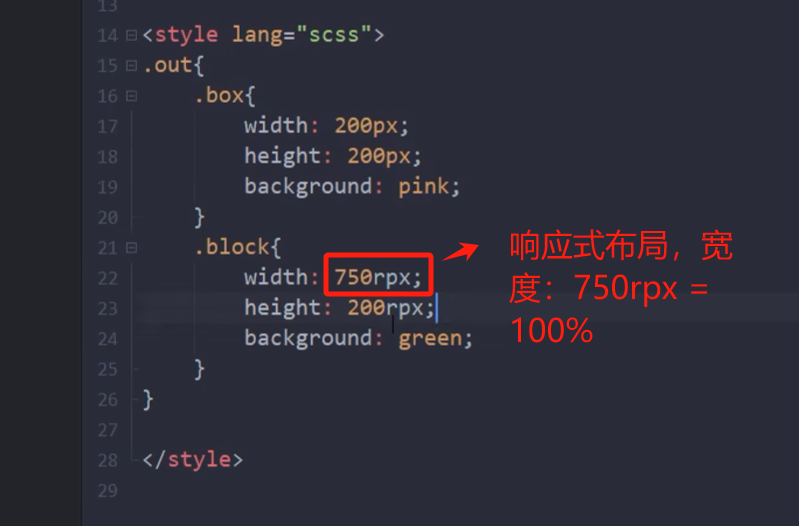 13
14 <style lang="scss">
15 .out{
16 .box{
17 width: 200px;
18 height: 200px;
19 background: pink;
20 }
21 .block{
22 width: 750rpx;
23 height: 200rpx;
24 background: green;
25 }
26 }
27
28 </style>
29
响应式布局，宽
度：750rpx =
100%